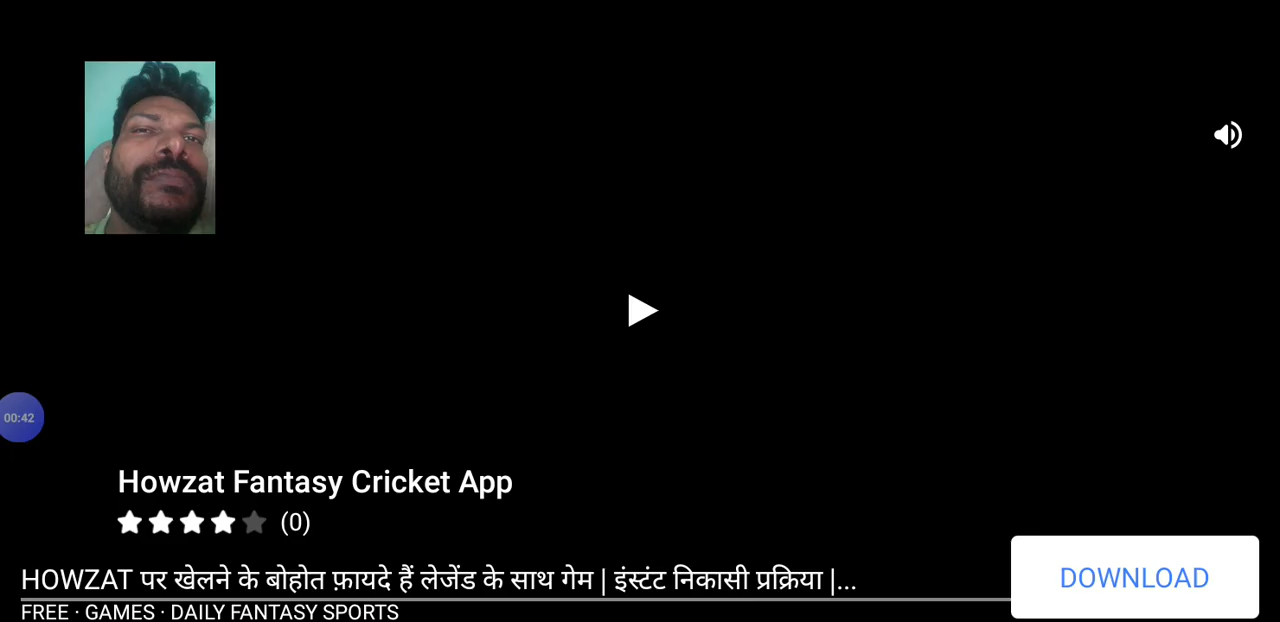 00:42
Howzat Fantasy Cricket App
(0)
HOWZAT पर खेलने के बोहोत फ़ायदे हैं लेजेंड के साथ गेम | इंस्टंट निकासी प्रक्रिया |...
DOWNLOAD
FREE · GAMES · DAILY FANTASY SPORTS